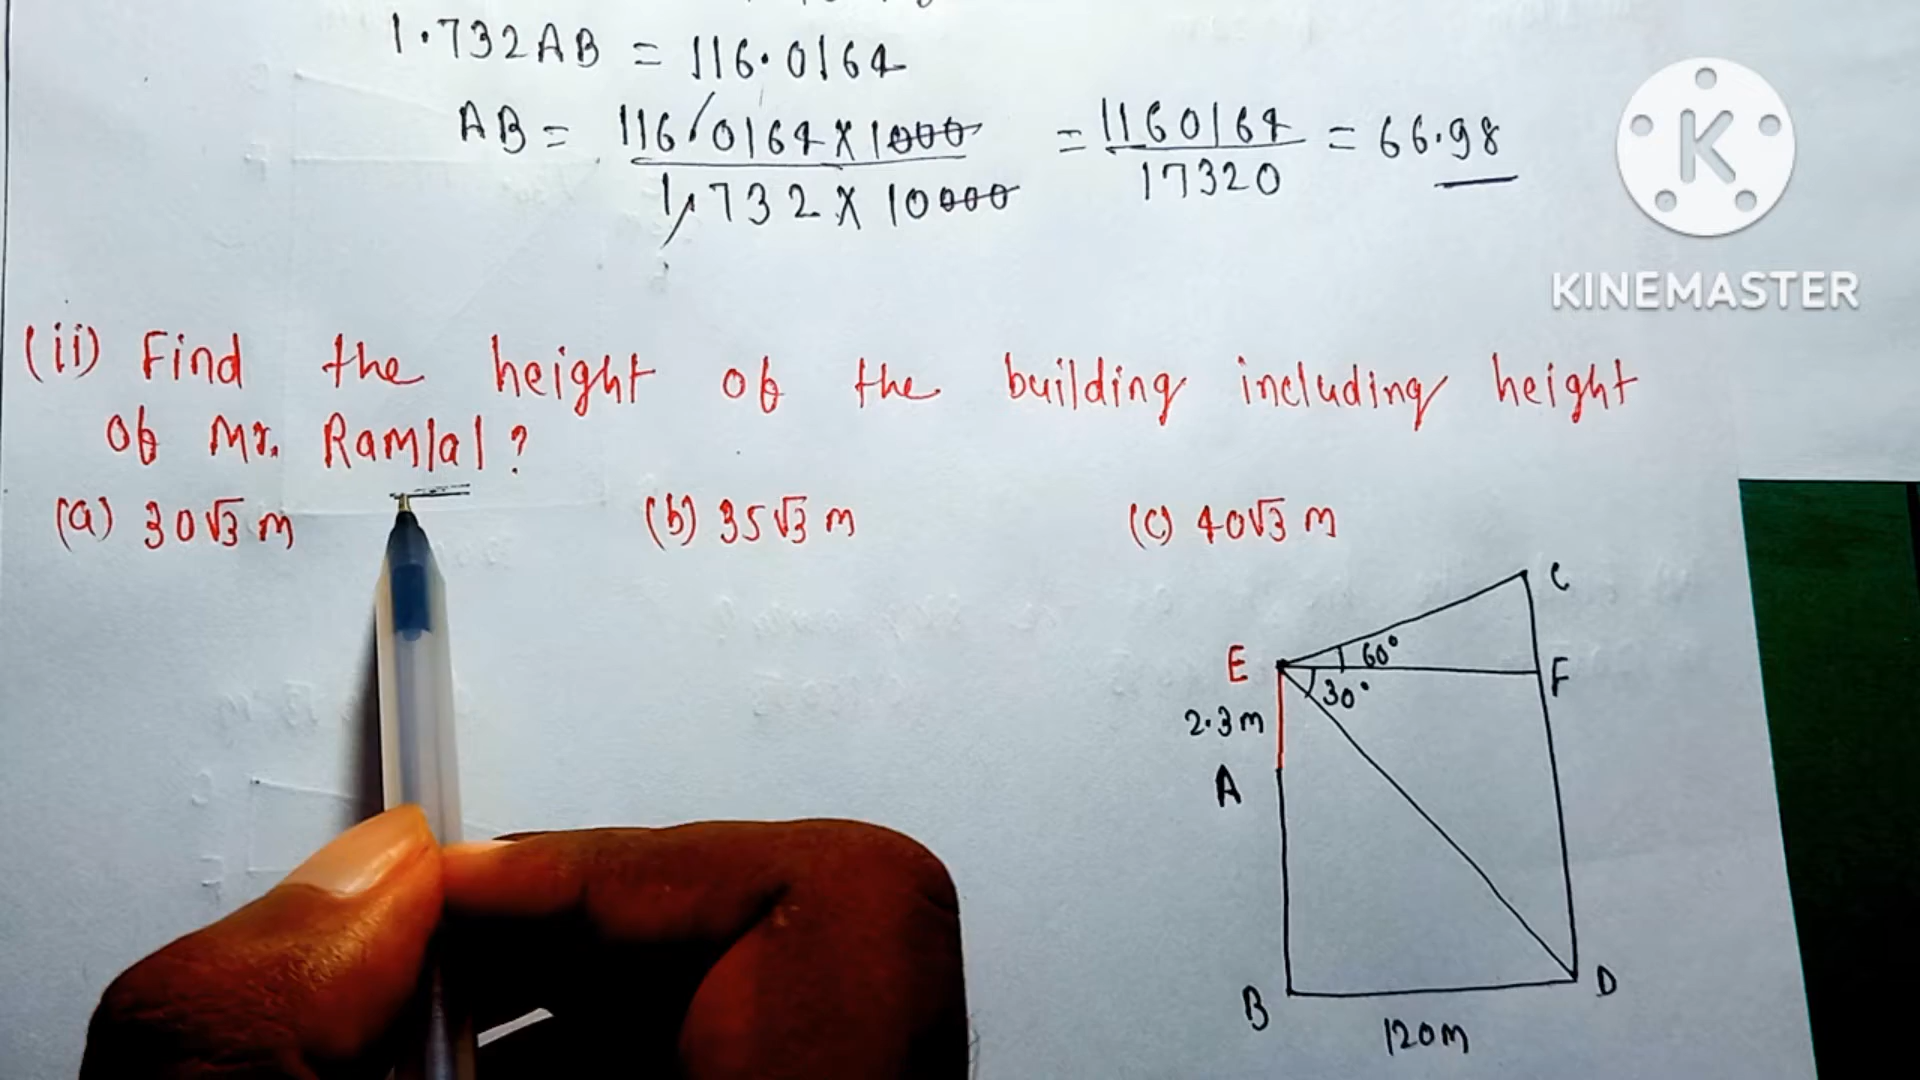 1.732AB = 116.0164
AB = 116.0164 X 1000 / 1.732 X 10000 = 1160164 / 17320 = 66.98
KINEMASTER
(ii) Find the height of the building including height
of Mr. Ramlal?
(a) 30√3 m (b) 35√3 m (c) 40√3 m
C
E 60° F
30°
2.3m
A
B D
120m